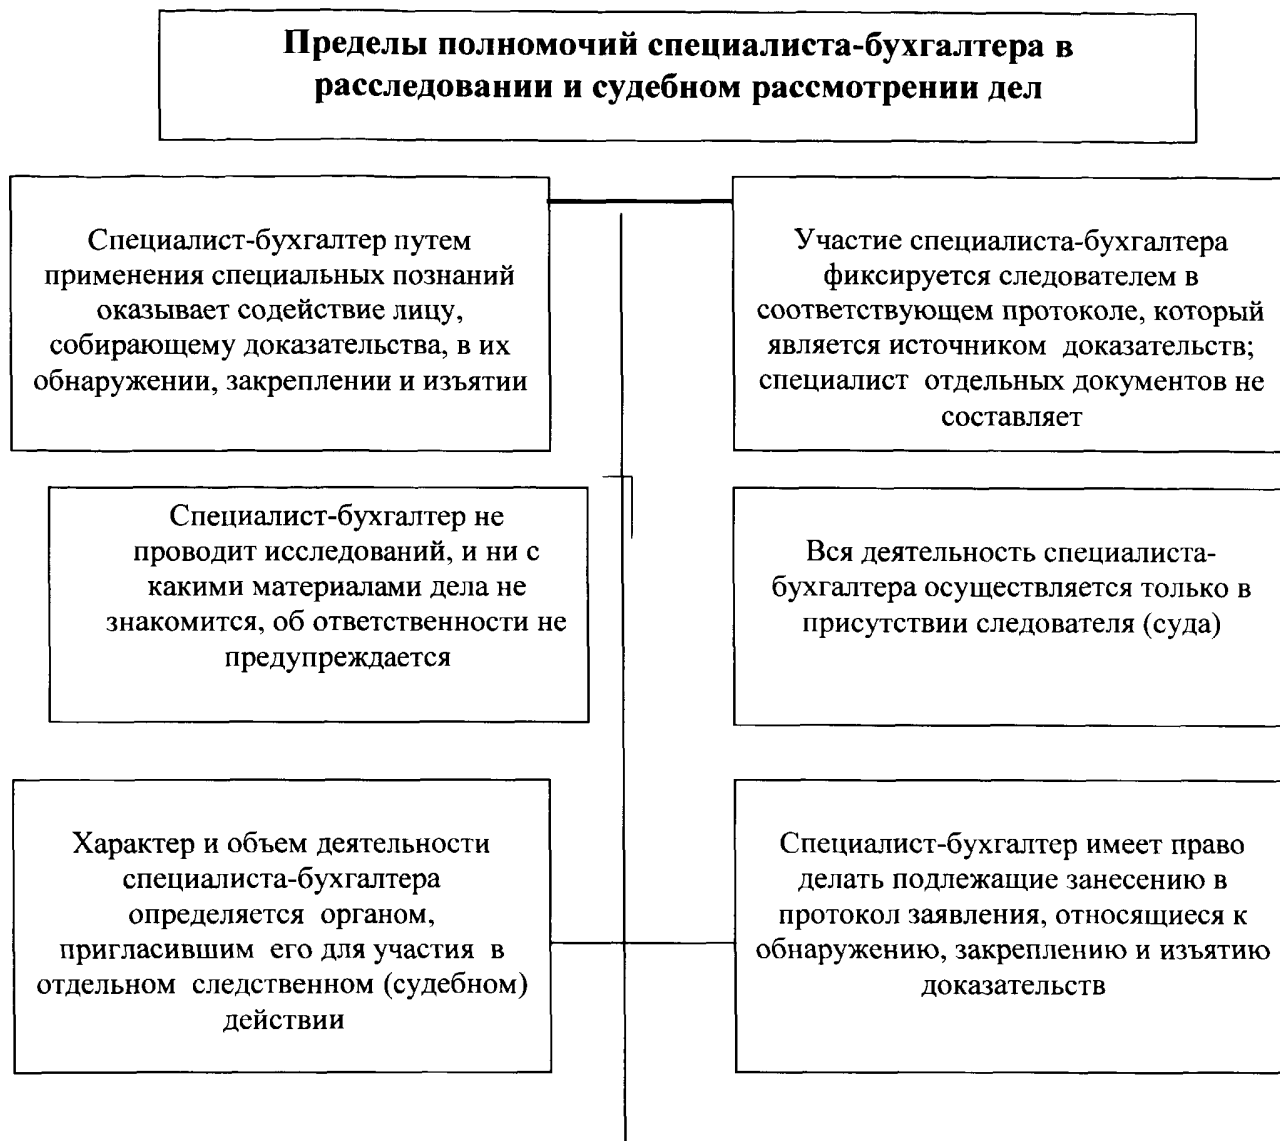 Пределы полномочий специалиста-бухгалтера в
расследовании и судебном рассмотрении дел
Специалист-бухгалтер путем
применения специальных познаний
оказывает содействие лицу,
собирающему доказательства, в их
обнаружении, закреплении и изъятии
Участие специалиста-бухгалтера
фиксируется следователем в
соответствующем протоколе, который
является источником доказательств;
специалист отдельных документов не
составляет
Специалист-бухгалтер не
проводит исследований, и ни с
какими материалами дела не
знакомится, об ответственности не
предупреждается
Вся деятельность специалиста-
бухгалтера осуществляется только в
присутствии следователя (суда)
Характер и объем деятельности
специалиста-бухгалтера
определяется органом,
пригласившим его для участия в
отдельном следственном (судебном)
действии
Специалист-бухгалтер имеет право
делать подлежащие занесению в
протокол заявления, относящиеся к
обнаружению, закреплению и изъятию
доказательств